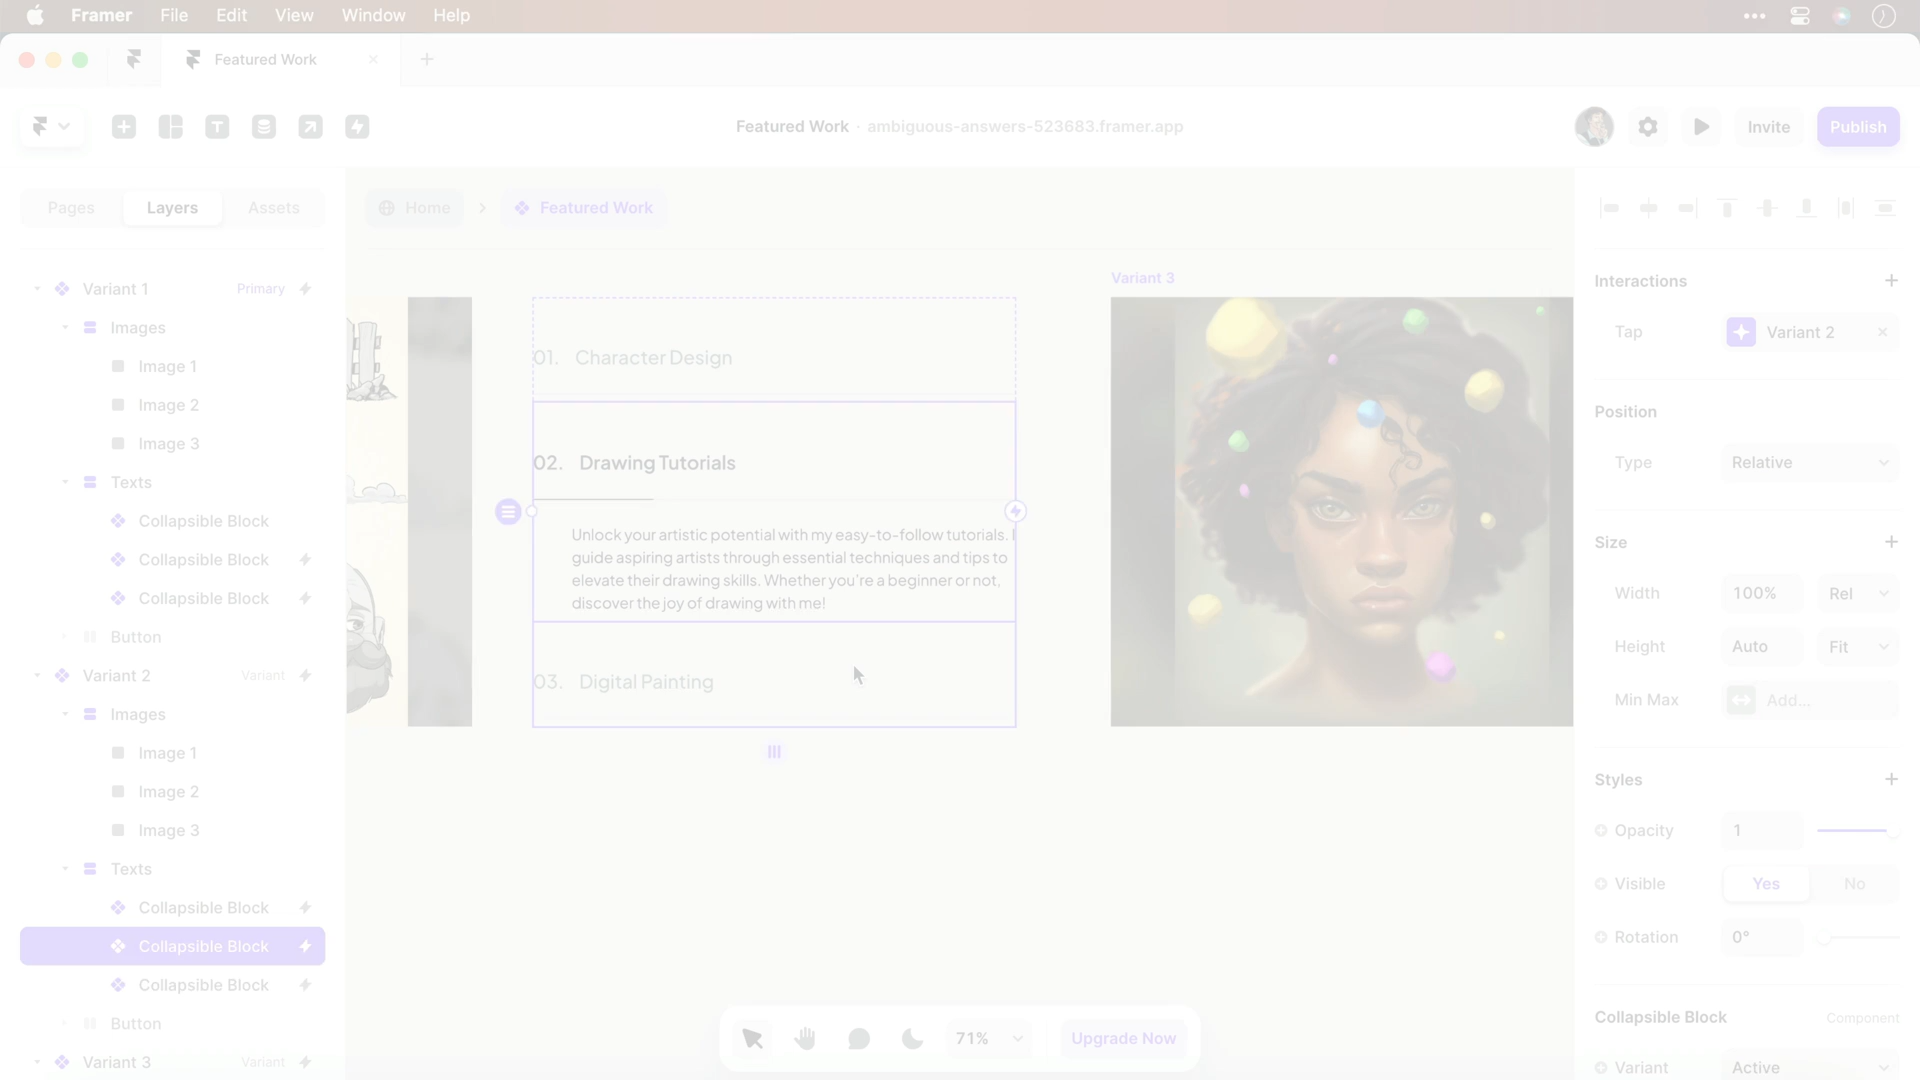 Framer File Edit View Window Help
Featured Work
Featured Work · ambiguous-answers-523683.framer.app
Invite
Publish
Pages Layers Assets
Home
Featured Work
Variant 1 Primary
Images
Image 1
Image 2
Image 3
Texts
Collapsible Block
Collapsible Block
Collapsible Block
Button
Variant 2 Variant
Images
Image 1
Image 2
Image 3
Texts
Collapsible Block
Collapsible Block
Collapsible Block
Button
Variant 3 Variant
01. Character Design
02. Drawing Tutorials
Unlock your artistic potential with my easy-to-follow tutorials. I
guide aspiring artists through essential techniques and tips to
elevate their drawing skills. Whether you're a beginner or not,
discover the joy of drawing with me!
03. Digital Painting
Variant 3
71%
Upgrade Now
Interactions
Tap Variant 2
Position
Type Relative
Size
Width 100% Rel
Height Auto Fit
Min Max Add...
Styles
Opacity 1
Visible Yes No
Rotation 0°
Collapsible Block Component
Variant Active